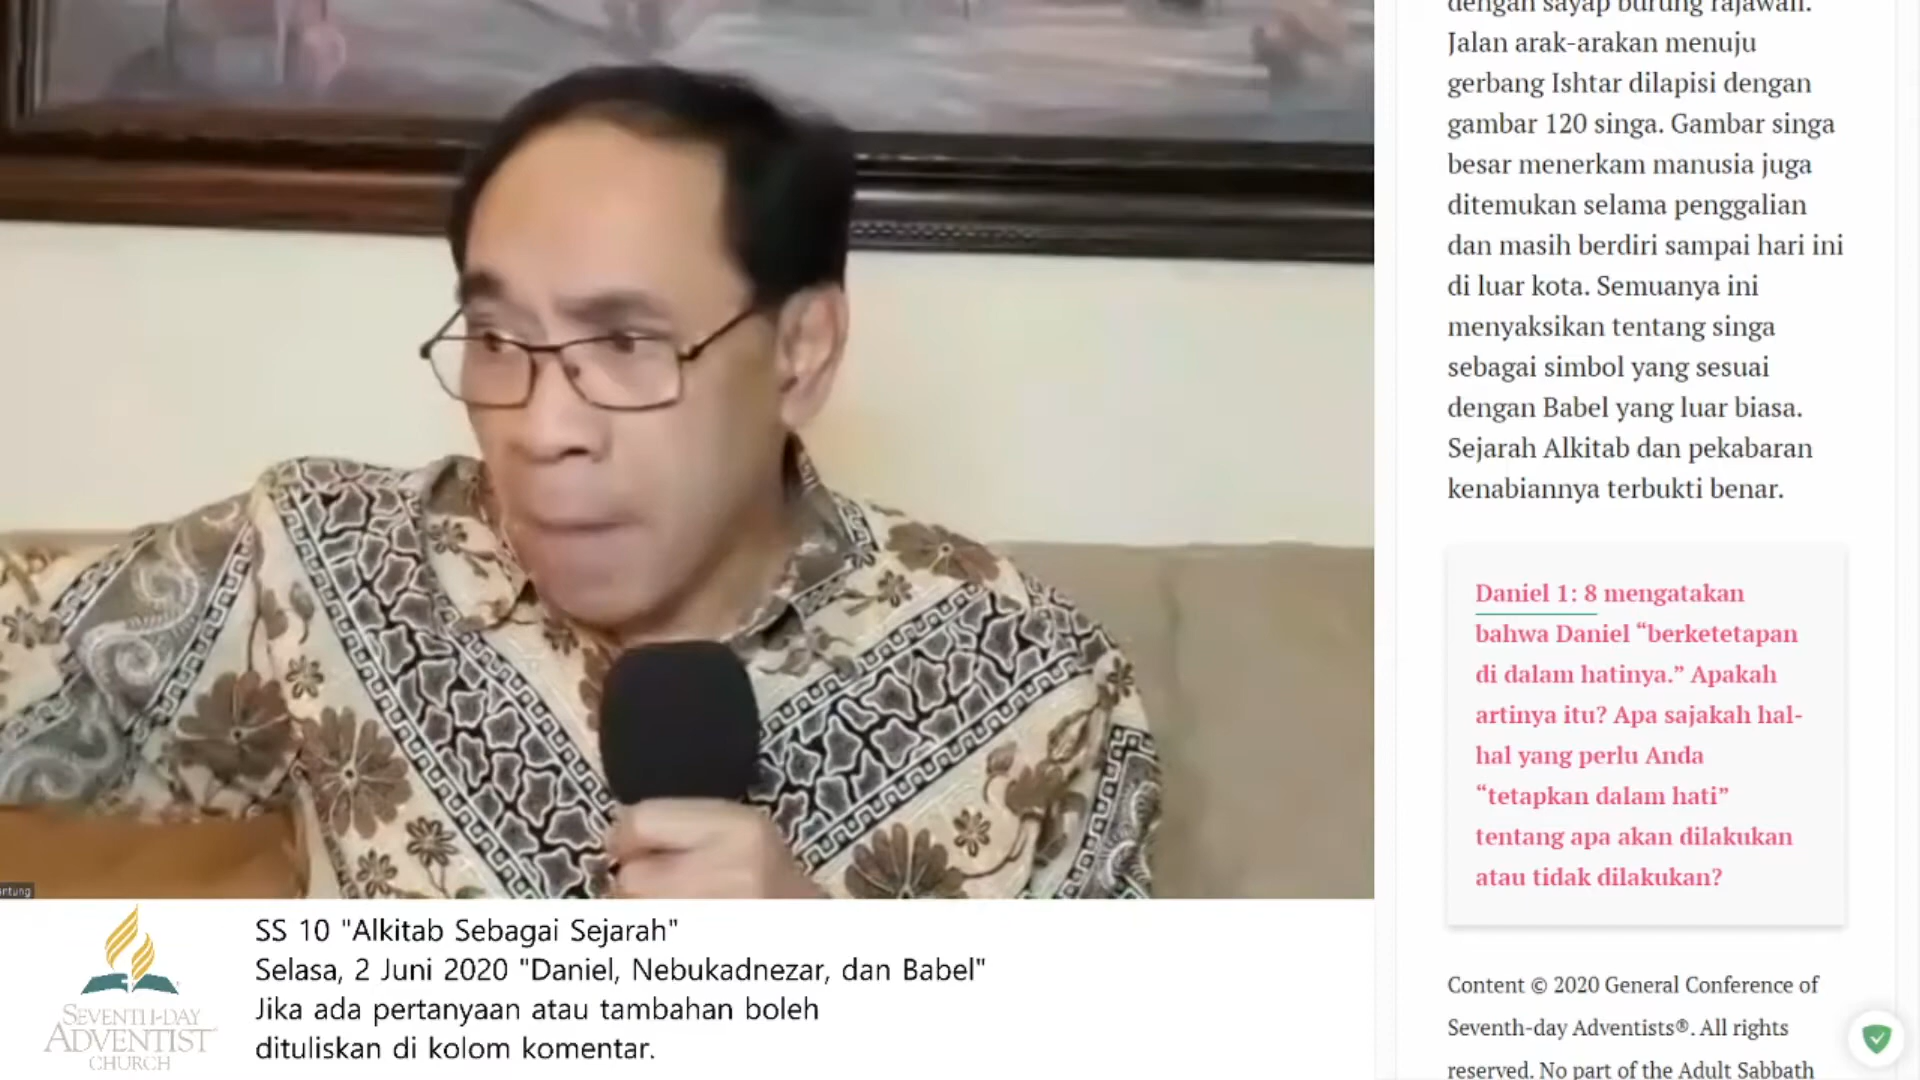 dengan sayap burung rajawali.
Jalan arak-arakan menuju
gerbang Ishtar dilapisi dengan
gambar 120 singa. Gambar singa
besar menerkam manusia juga
ditemukan selama penggalian
dan masih berdiri sampai hari ini
di luar kota. Semuanya ini
menyaksikan tentang singa
sebagai simbol yang sesuai
dengan Babel yang luar biasa.
Sejarah Alkitab dan pekabaran
kenabiannya terbukti benar.
Daniel 1: 8 mengatakan
bahwa Daniel “berketetapan
di dalam hatinya.” Apakah
artinya itu? Apa sajakah hal-
hal yang perlu Anda
“tetapkan dalam hati”
tentang apa akan dilakukan
atau tidak dilakukan?
Content © 2020 General Conference of
Seventh-day Adventists®. All rights
reserved. No part of the Adult Sabbath
SEVENTH-DAY
ADVENTIST
CHURCH
SS 10 "Alkitab Sebagai Sejarah"
Selasa, 2 Juni 2020 "Daniel, Nebukadnezar, dan Babel"
Jika ada pertanyaan atau tambahan boleh
dituliskan di kolom komentar.